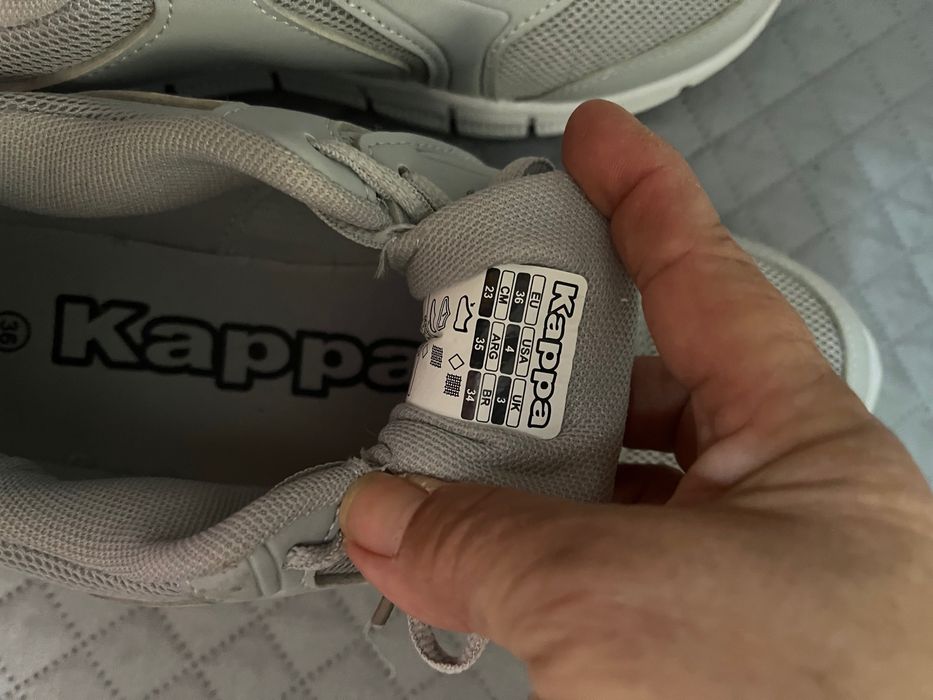 Kappa
EU USA UK
36 4 3
CM ARG BR
23 35 34
Kappa
36